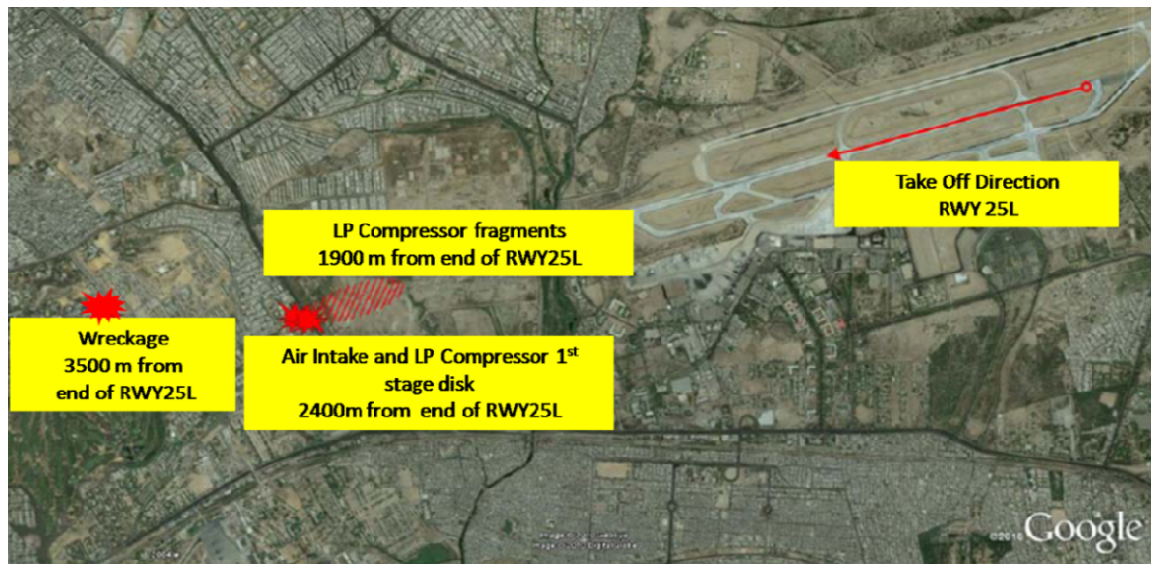 Take Off Direction
RWY 25L
LP Compressor fragments
1900 m from end of RWY25L
Wreckage
3500 m from
end of RWY25L
Air Intake and LP Compressor 1st
stage disk
2400m from end of RWY25L
Google